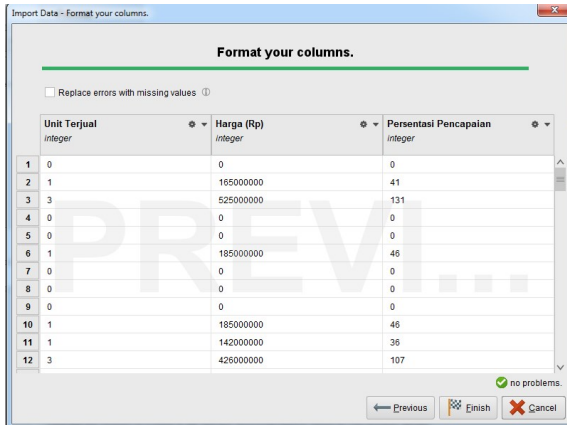 Import Data - Format your columns.
Format your columns.
Replace errors with missing values
Unit Terjual Harga (Rp) Persentasi Pencapaian
integer integer integer
1 0 0 0
2 1 165000000 41
3 3 525000000 131
4 0 0 0
5 0 0 0
6 1 185000000 46
7 0 0 0
8 0 0 0
9 0 0 0
10 1 185000000 46
11 1 142000000 36
12 3 426000000 107
PREVI...
no problems.
Previous Finish Cancel